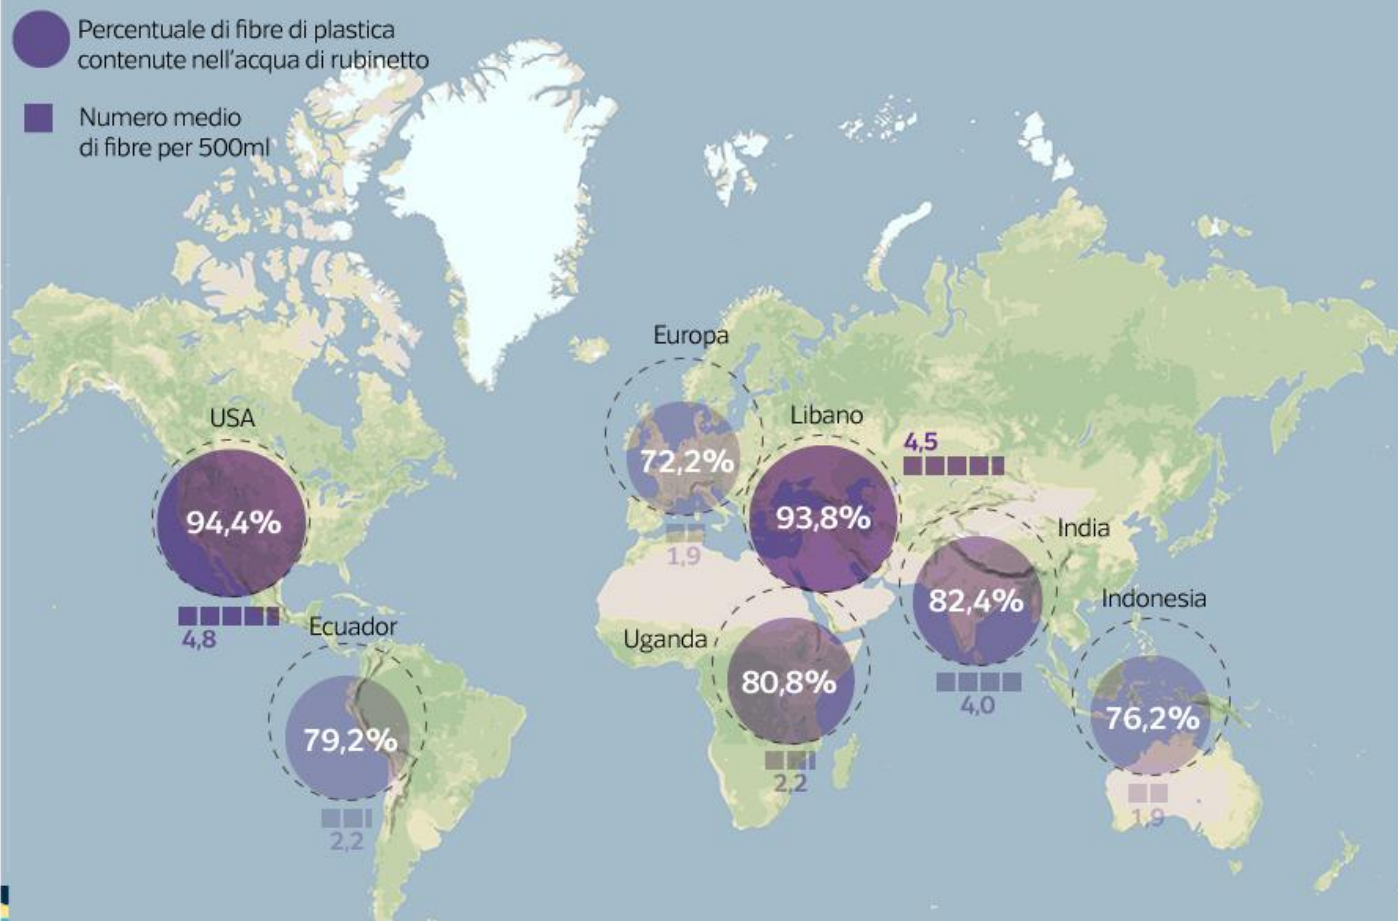 Percentuale di fibre di plastica
contenute nell'acqua di rubinetto
Numero medio
di fibre per 500ml
Europa
72,2%
1,9
USA
94,4%
4,8
Libano
93,8%
4,5
India
82,4%
4,0
Indonesia
76,2%
1,9
Ecuador
79,2%
2,2
Uganda
80,8%
2,2